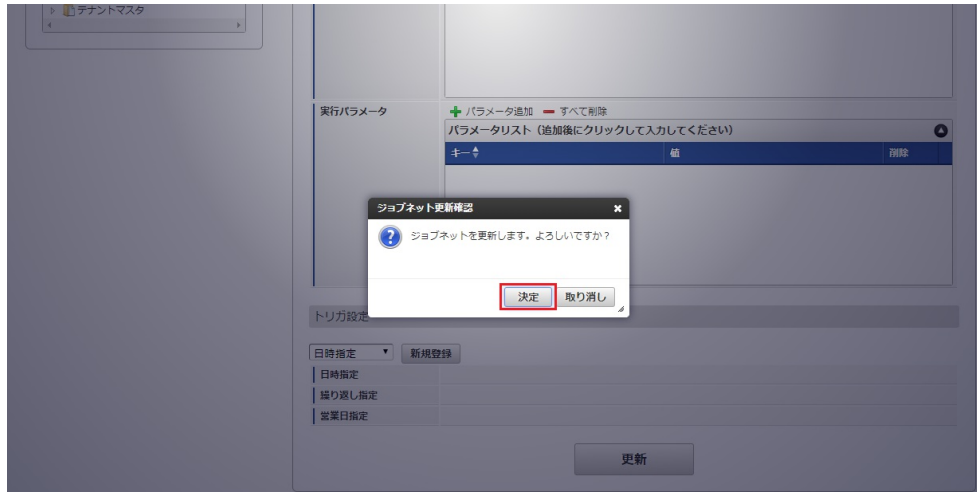 テナントマスタ
実行パラメータ
パラメータ追加 すべて削除
パラメータリスト（追加後にクリックして入力してください）
キー 値 削除
ジョブネット更新確認
ジョブネットを更新します。よろしいですか？
決定 取り消し
トリガ設定
日時指定 新規登録
日時指定
繰り返し指定
営業日指定
更新